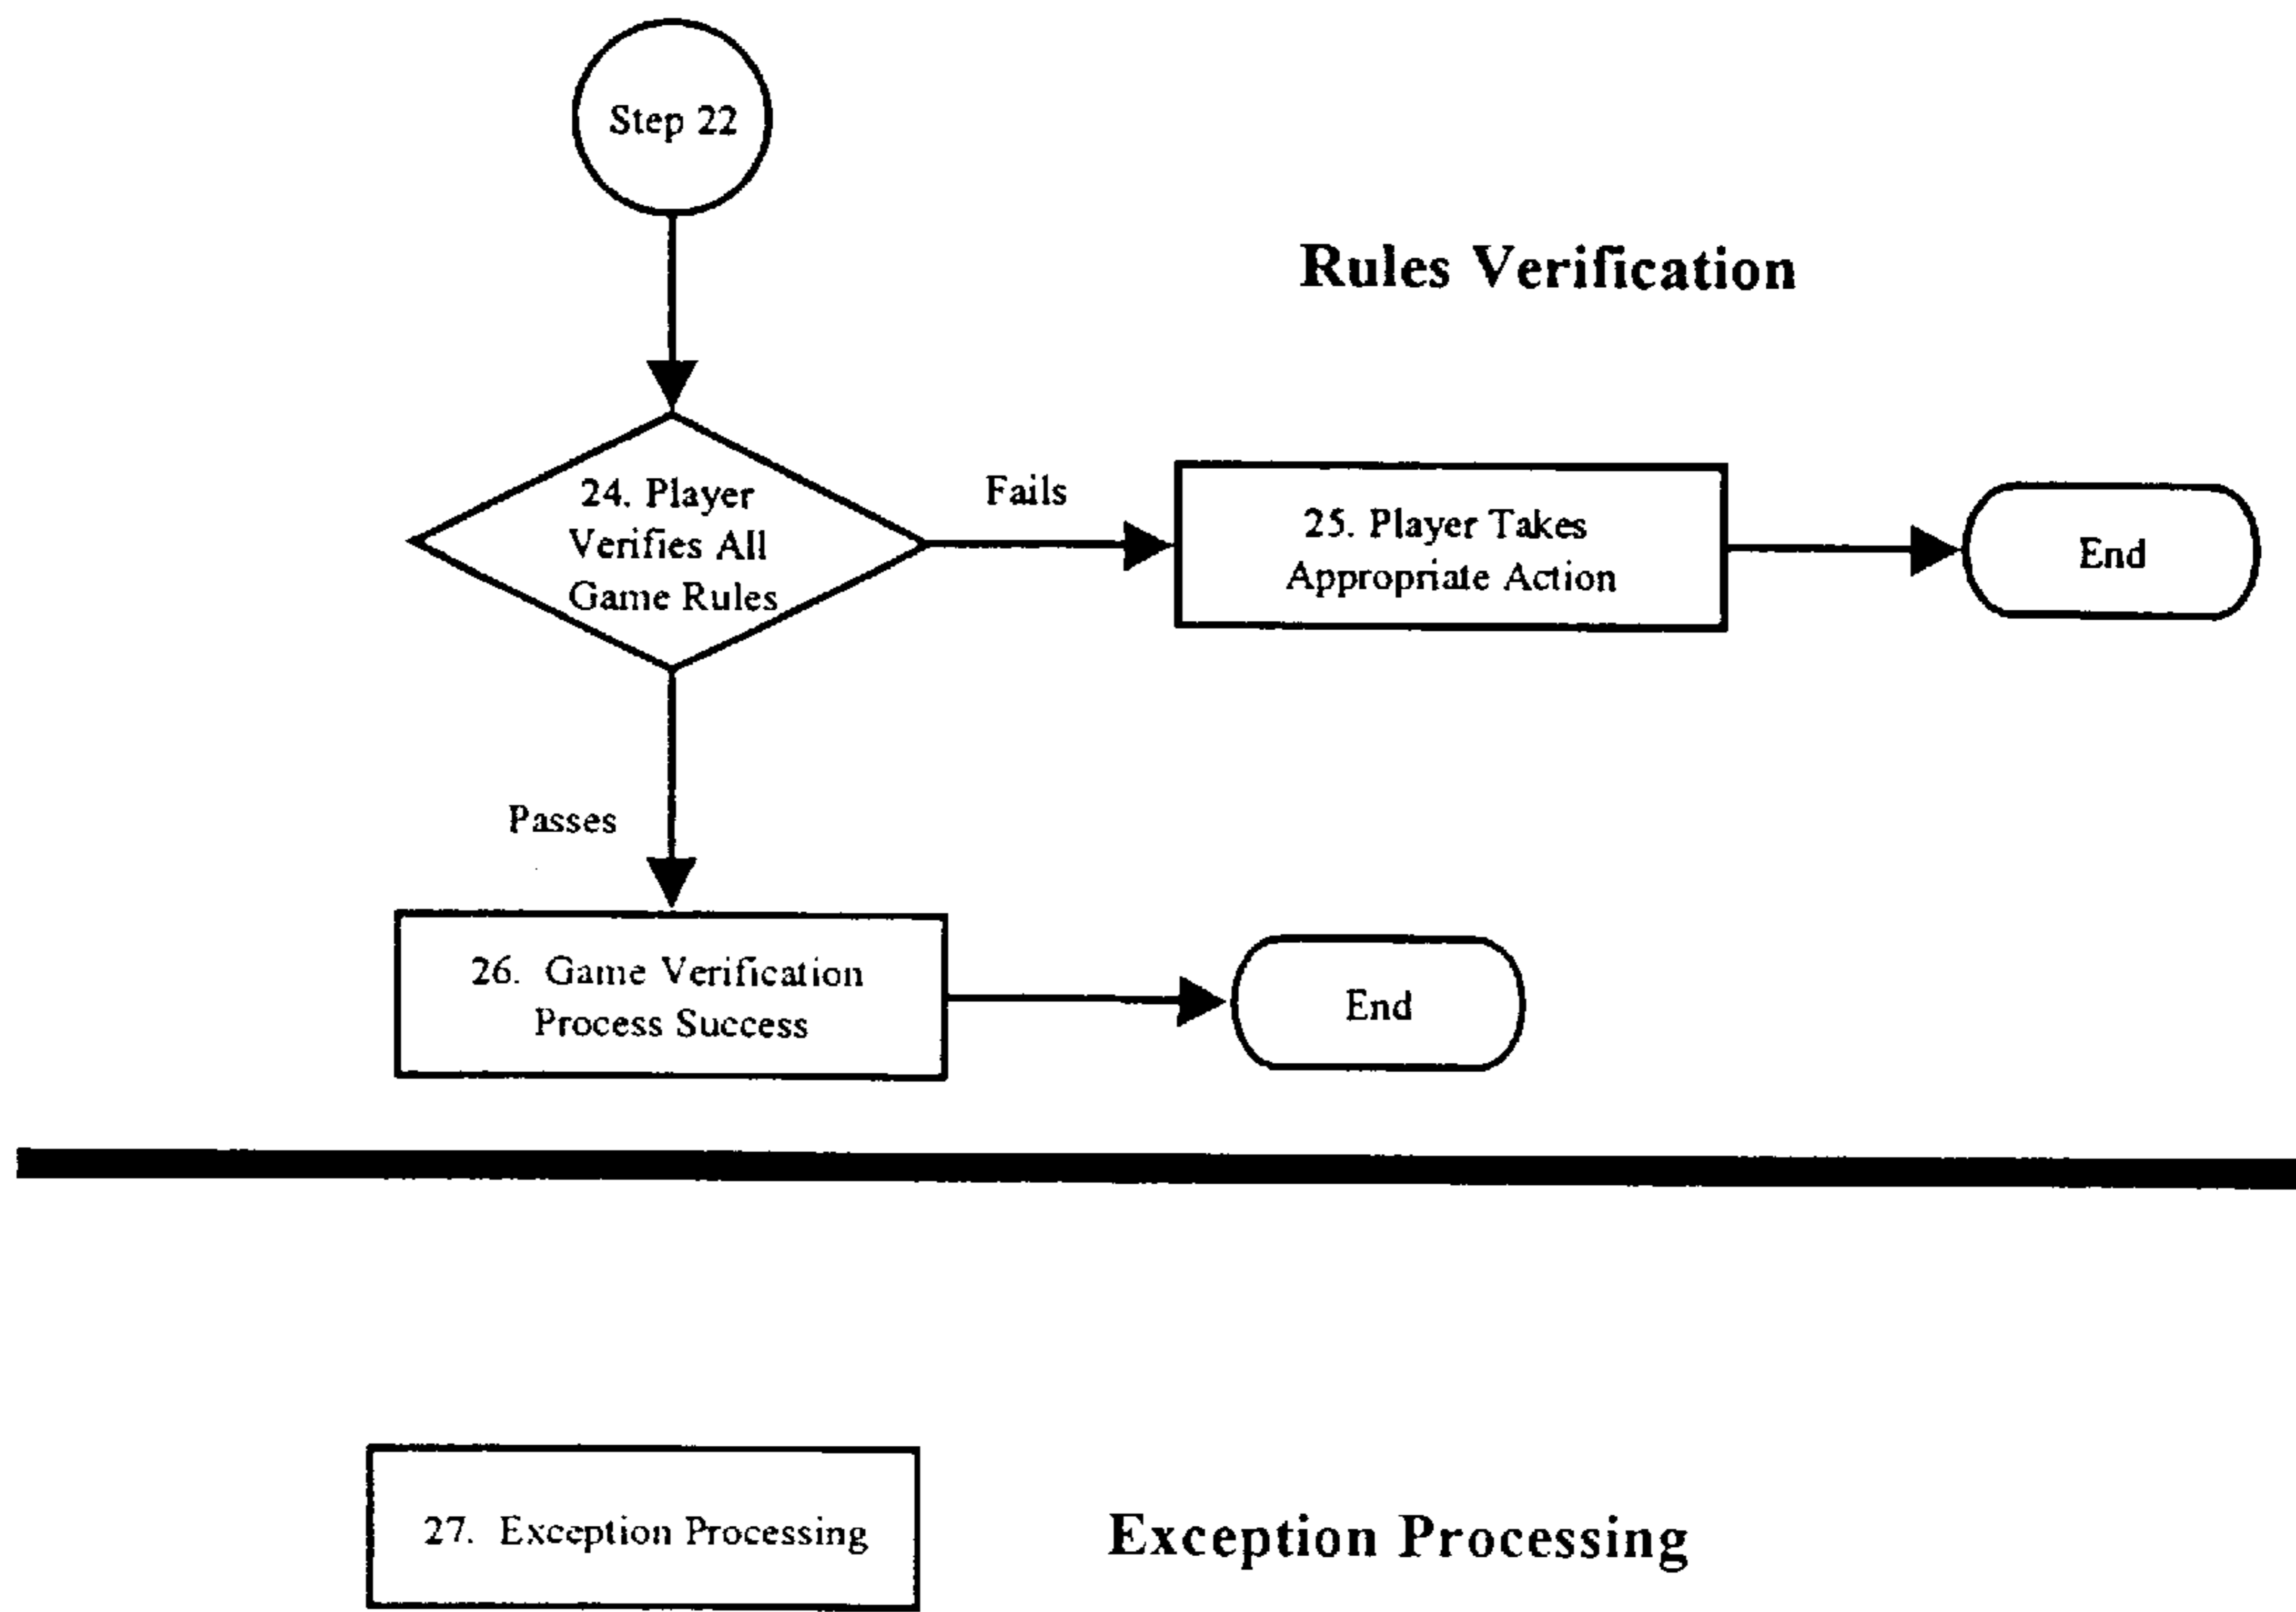 Step 22
Rules Verification
24. Player
Verifies All
Game Rules
Fails
25. Player Takes
Appropriate Action
End
Passes
26. Game Verification
Process Success
End
27. Exception Processing
Exception Processing